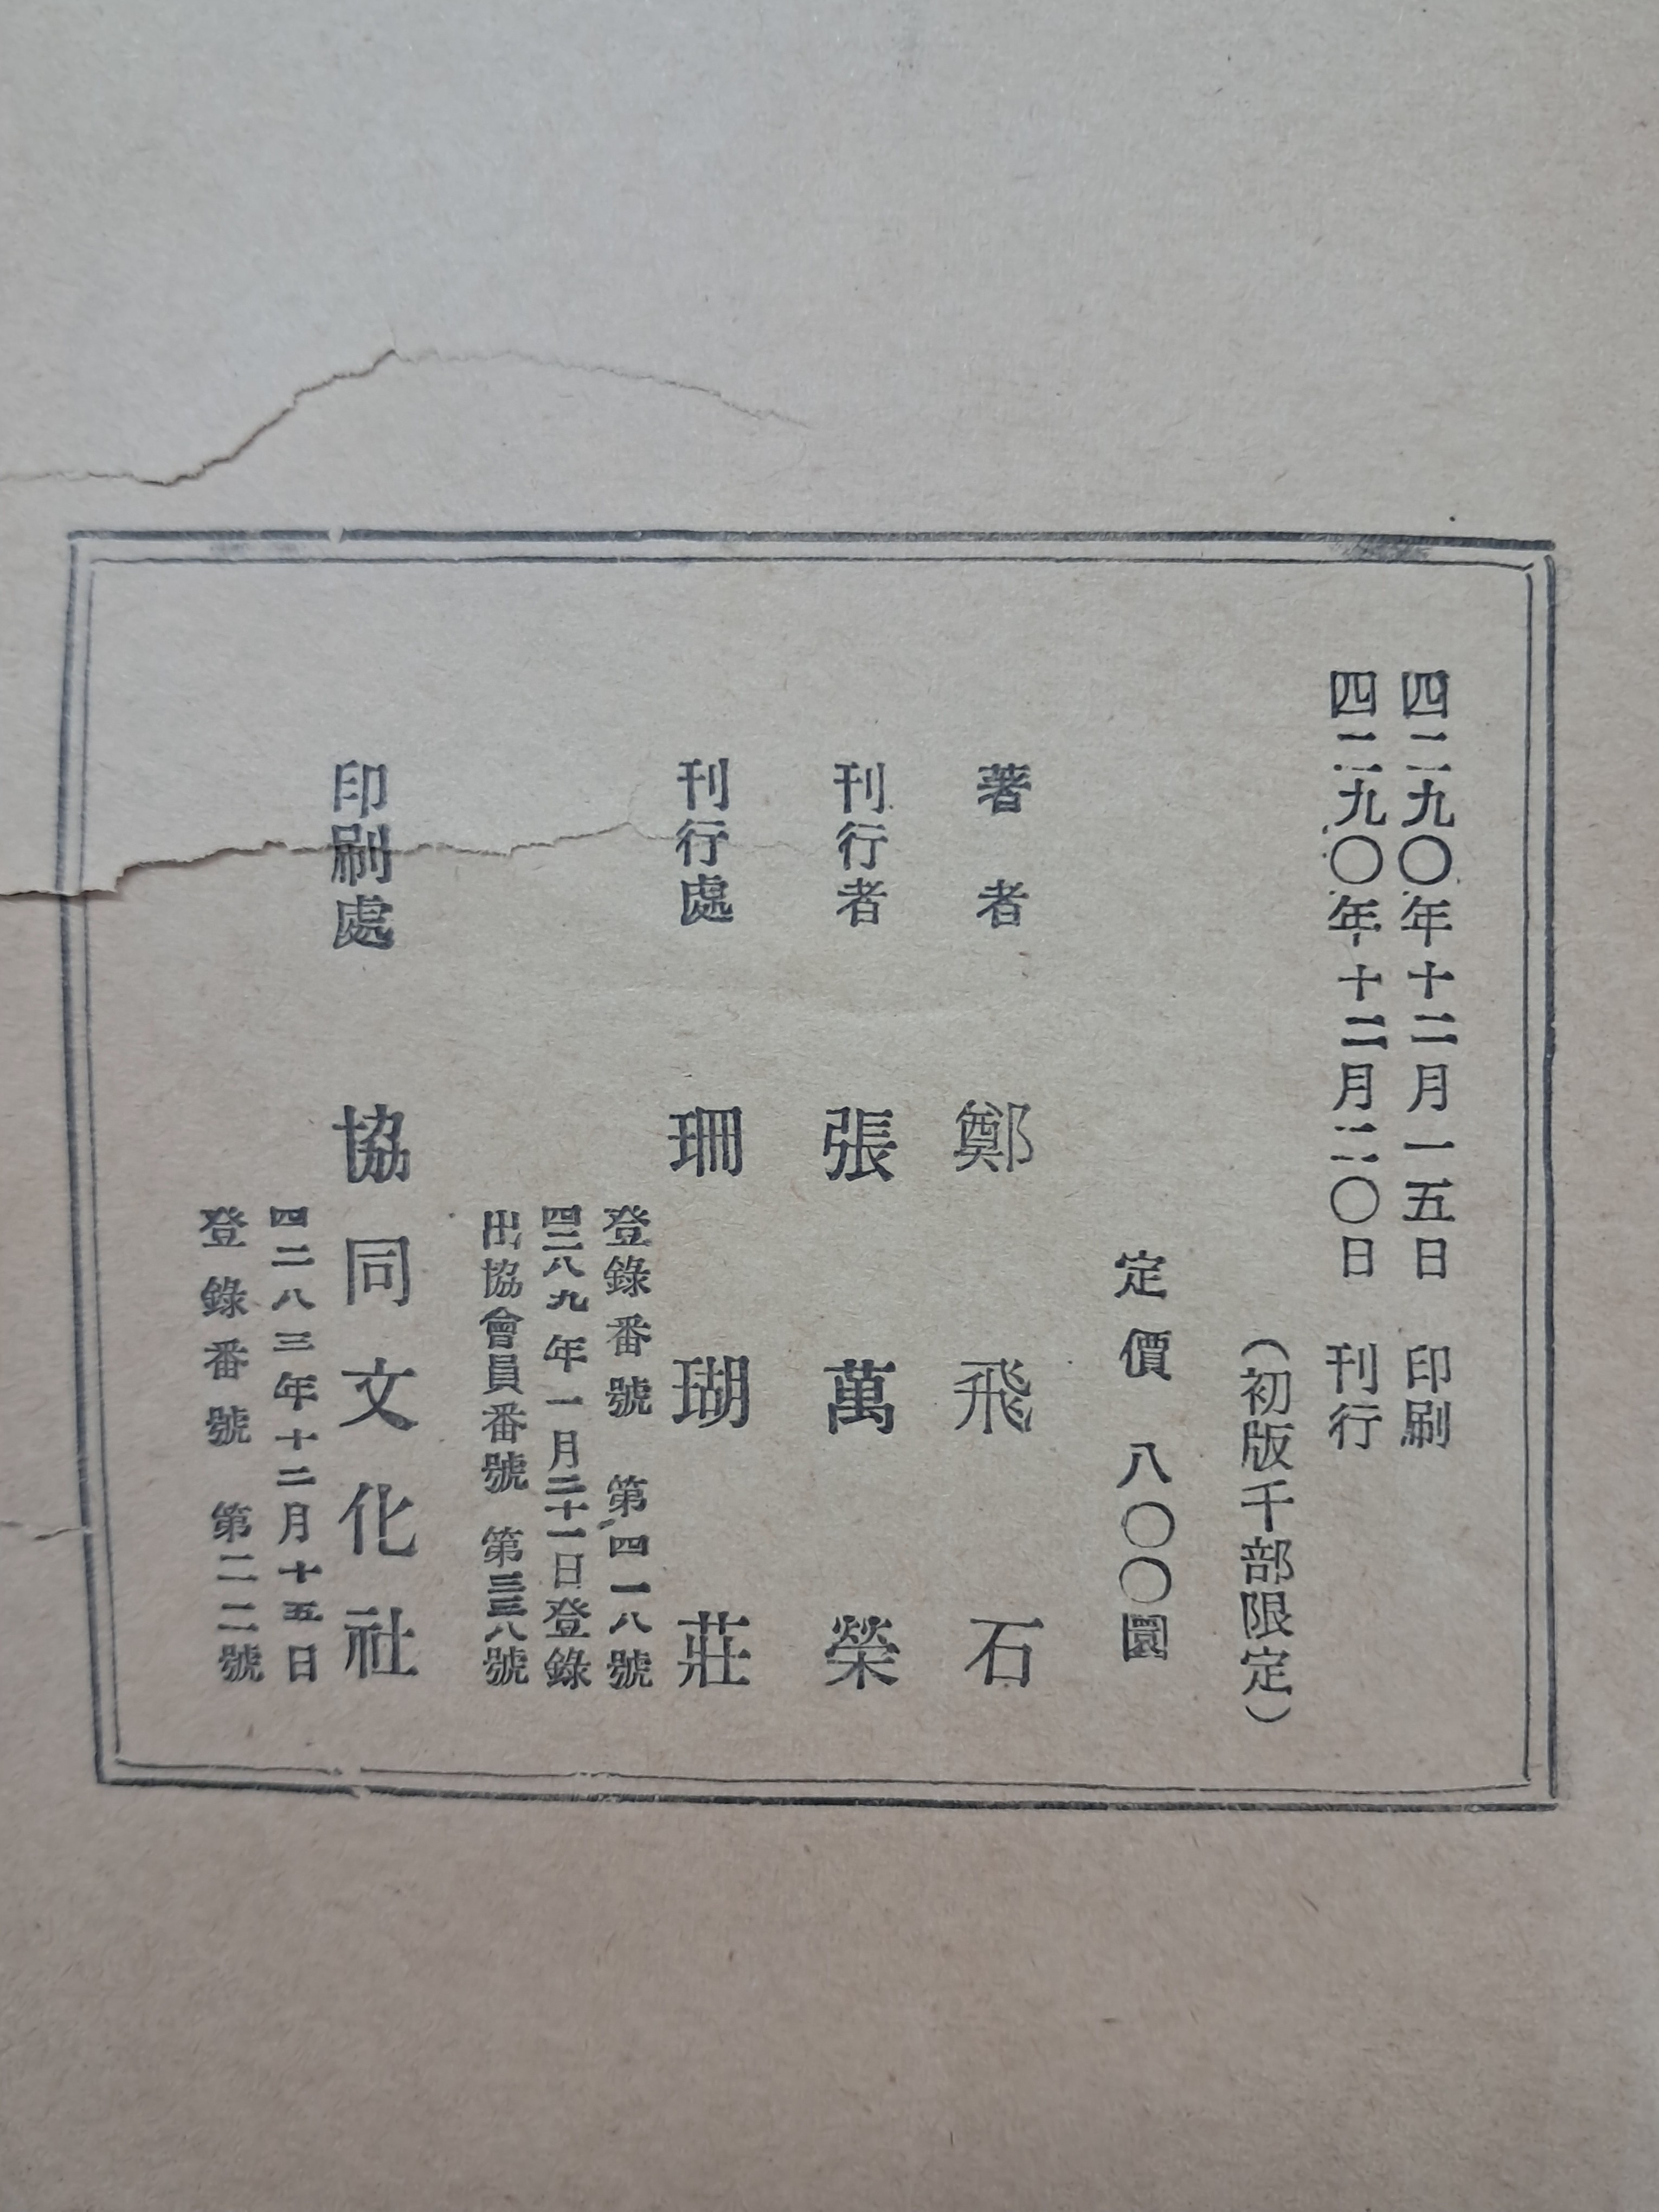 四二九〇年十二月一五日 印刷
四二九〇年十二月二〇日 刊行
（初版千部限定）
定價 八〇〇圜
著者 鄭飛石
刊行者 張萬榮
刊行處 珊瑚莊
登錄番號 第四一八號
四二八九年一月二十一日登錄
出協會員番號 第三三八號
印刷處 協同文化社
四二八三年十二月十五日
登錄番號 第二二號